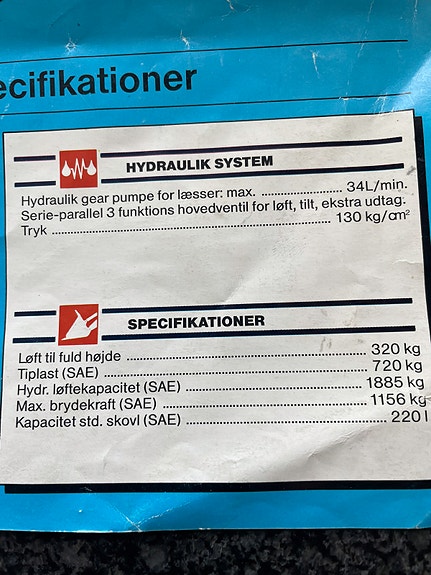 ecifikationer
HYDRAULIK SYSTEM
Hydraulik gear pumpe for læsser: max. .................. 34L/min.
Serie-parallel 3 funktions hovedventil for løft, tilt, ekstra udtag.
Tryk .................. 130 kg/cm²
SPECIFIKATIONER
Løft til fuld højde .................. 320 kg
Tiplast (SAE) .................. 720 kg
Hydr. løftekapacitet (SAE) .................. 1885 kg
Max. brydekraft (SAE) .................. 1156 kg
Kapacitet std. skovl (SAE) .................. 220 l